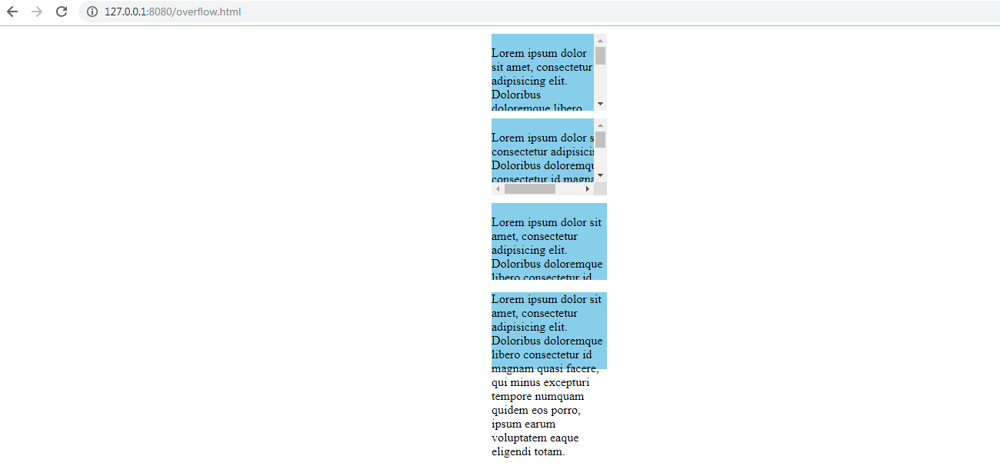 127.0.0.1:8080/overflow.html
Lorem ipsum dolor
sit amet, consectetur
adipisicing elit.
Doloribus
doloremque libero
Lorem ipsum dolor s
consectetur adipisici
Doloribus doloremqu
consectetur id magna
Lorem ipsum dolor sit
amet, consectetur
adipisicing elit.
Doloribus doloremque
libero consectetur id
Lorem ipsum dolor sit
amet, consectetur
adipisicing elit.
Doloribus doloremque
libero consectetur id
magnam quasi facere,
qui minus excepturi
tempore numquam
quidem eos porro,
ipsum earum
voluptatem eaque
eligendi totam.